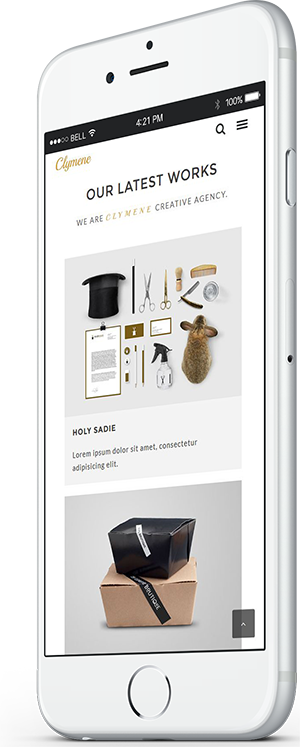 BELL
4:21 PM
100%
Clymene
OUR LATEST WORKS
WE ARE CLYMENE CREATIVE AGENCY.
HOLY SADIE
Lorem ipsum dolor sit amet, consectetur
adipisicing elit.